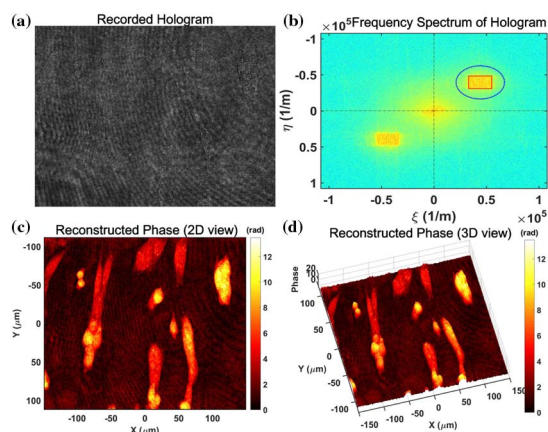 (a) Recorded Hologram
(b) ×10⁵ Frequency Spectrum of Hologram
-0.5
η (1/m)
0
0.5
1
-1 -0.5 0 0.5 1
ξ (1/m) ×10⁵
(c) Reconstructed Phase (2D view) (rad)
-100
-50
Y (μm)
0
50
100
-100 -50 0 50 100
X (μm)
12
10
8
6
4
2
0
(d) Reconstructed Phase (3D view) (rad)
Phase
20
0
100
50
0
Y (μm)
-50
-100
-150 -100 -50 0 50 100 150
X (μm)
12
10
8
6
4
2
0